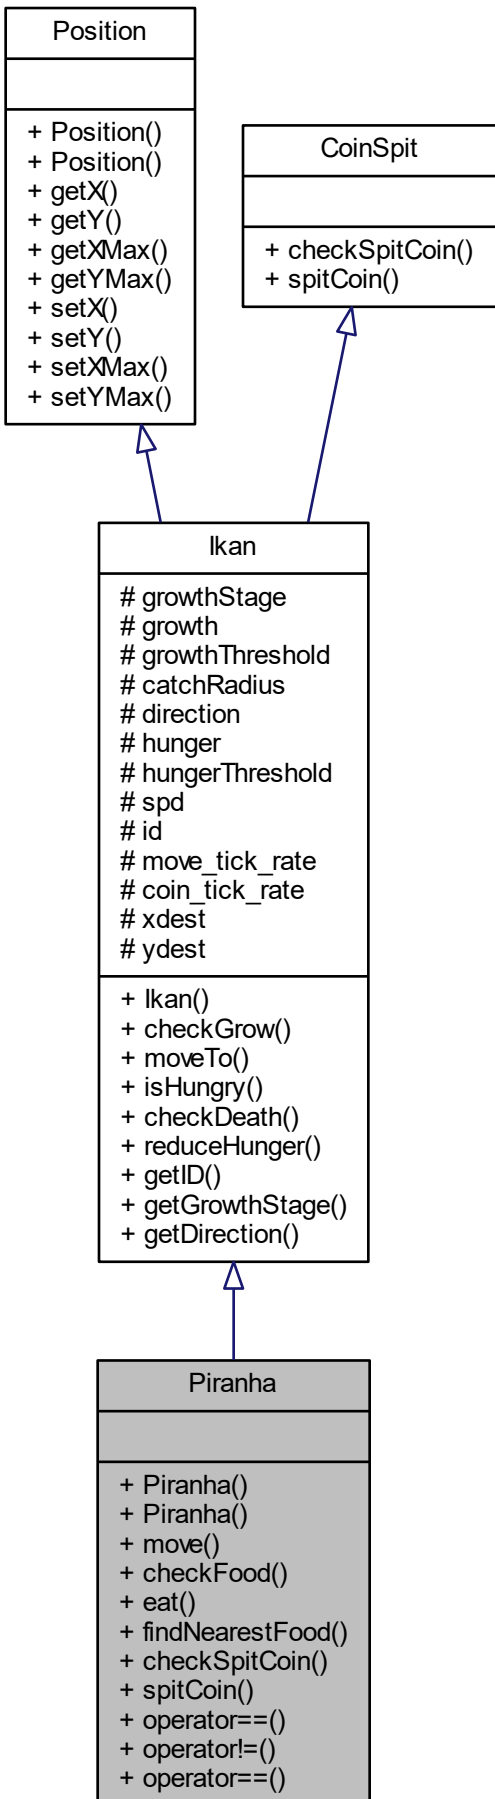 Position
+ Position()
+ Position()
+ getX()
+ getY()
+ getXMax()
+ getYMax()
+ setX()
+ setY()
+ setXMax()
+ setYMax()
CoinSpit
+ checkSpitCoin()
+ spitCoin()
Ikan
# growthStage
# growth
# growthThreshold
# catchRadius
# direction
# hunger
# hungerThreshold
# spd
# id
# move_tick_rate
# coin_tick_rate
# xdest
# ydest
+ Ikan()
+ checkGrow()
+ moveTo()
+ isHungry()
+ checkDeath()
+ reduceHunger()
+ getID()
+ getGrowthStage()
+ getDirection()
Piranha
+ Piranha()
+ Piranha()
+ move()
+ checkFood()
+ eat()
+ findNearestFood()
+ checkSpitCoin()
+ spitCoin()
+ operator==()
+ operator!=()
+ operator==()